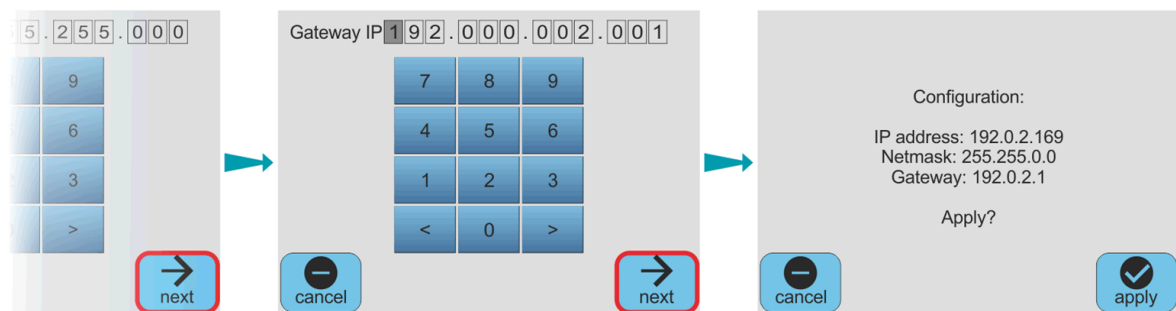 5.255.000
9
6
3
>
next
Gateway IP 192.000.002.001
7 8 9
4 5 6
1 2 3
< 0 >
cancel
next
Configuration:
IP address: 192.0.2.169
Netmask: 255.255.0.0
Gateway: 192.0.2.1
Apply?
cancel
apply